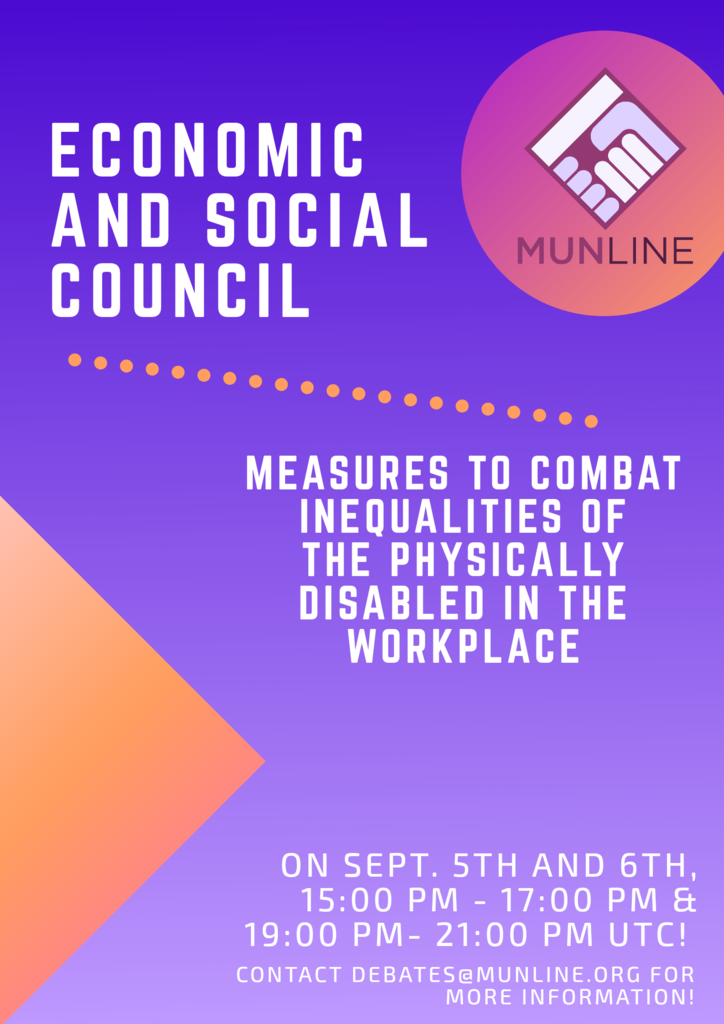 ECONOMIC
AND SOCIAL
COUNCIL
MUNLINE
MEASURES TO COMBAT
INEQUALITIES OF
THE PHYSICALLY
DISABLED IN THE
WORKPLACE
ON SEPT. 5TH AND 6TH,
15:00 PM - 17:00 PM &
19:00 PM- 21:00 PM UTC!
CONTACT DEBATES@MUNLINE.ORG FOR
MORE INFORMATION!